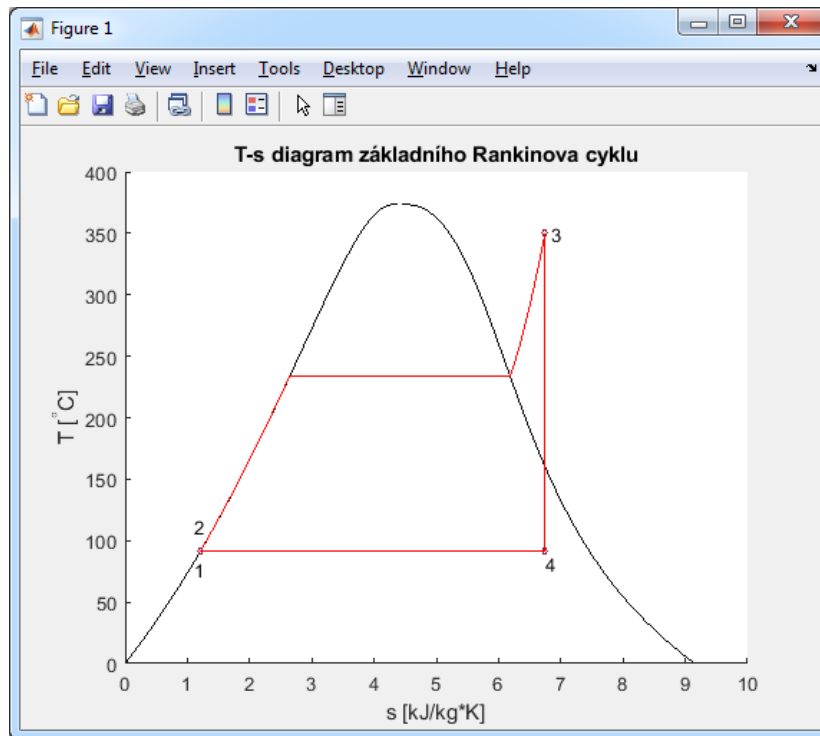 Figure 1
File Edit View Insert Tools Desktop Window Help
T-s diagram základního Rankinova cyklu
400
350
300
250
200
150
100
50
0
T [°C]
3
2
1
4
0 1 2 3 4 5 6 7 8 9 10
s [kJ/kg*K]